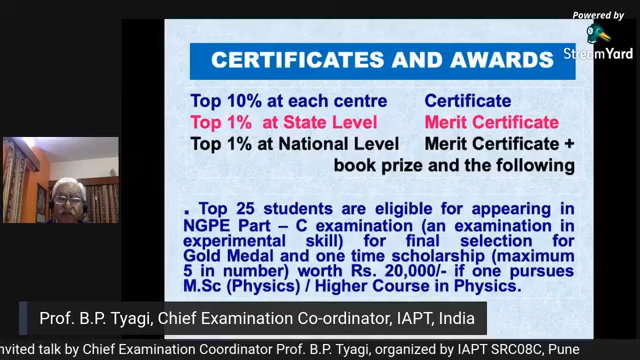 Powered by
StreamYard
CERTIFICATES AND AWARDS
Top 10% at each centre Certificate
Top 1% at State Level Merit Certificate
Top 1% at National Level Merit Certificate +
book prize and the following
. Top 25 students are eligible for appearing in
NGPE Part – C examination (an examination in
experimental skill) for final selection for
Gold Medal and one time scholarship (maximum
5 in number) worth Rs. 20,000/- if one pursues
M.Sc (Physics) / Higher Course in Physics.
Prof. B.P. Tyagi, Chief Examination Co-ordinator, IAPT, India
nvited talk by Chief Examination Coordinator Prof. B.P. Tyagi, organized by IAPT SRC08C, Pune